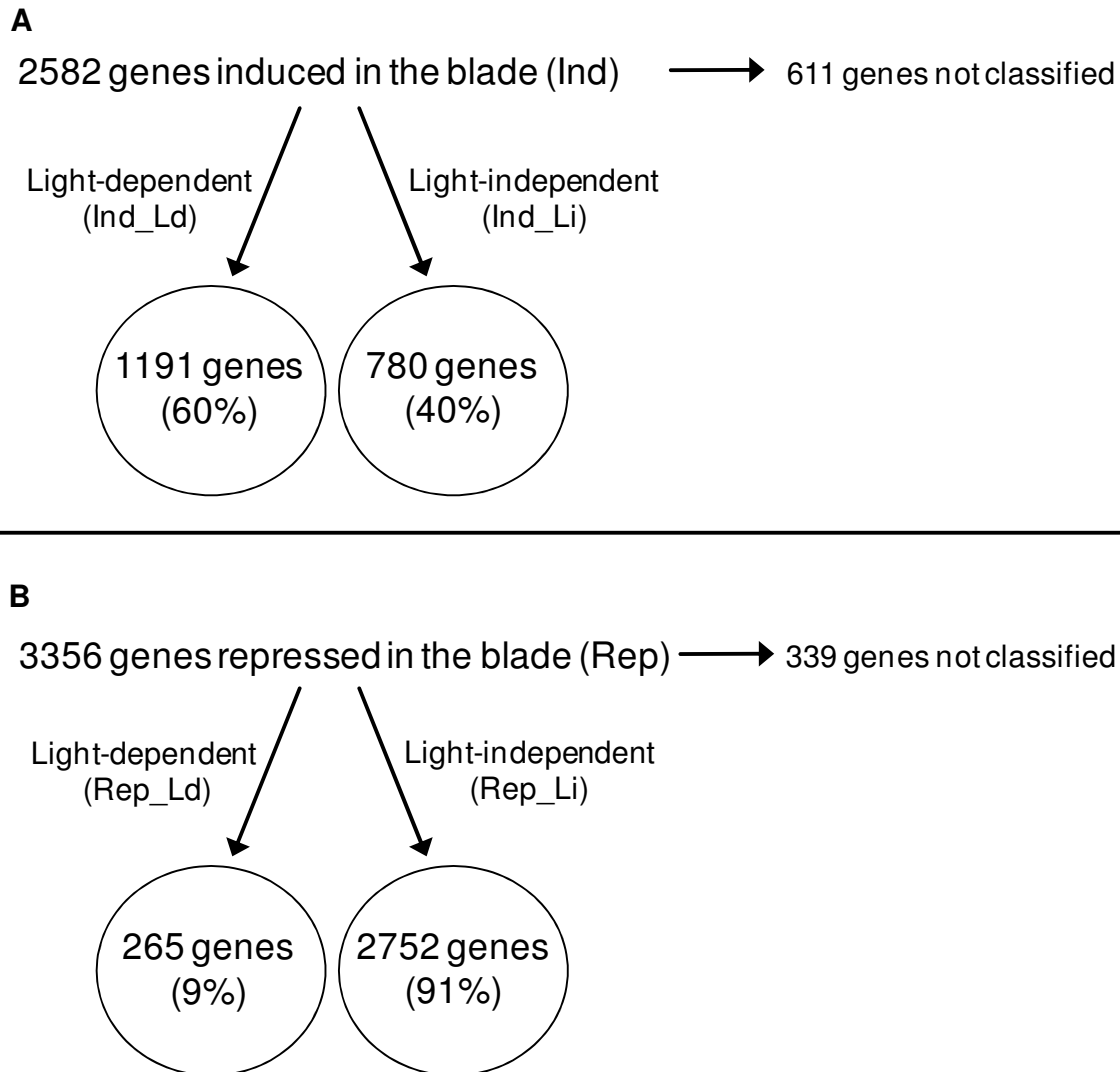 A
2582 genes induced in the blade (Ind)
611 genes not classified
Light-dependent
(Ind_Ld)
Light-independent
(Ind_Li)
1191 genes
(60%)
780 genes
(40%)
B
3356 genes repressed in the blade (Rep)
339 genes not classified
Light-dependent
(Rep_Ld)
Light-independent
(Rep_Li)
265 genes
(9%)
2752 genes
(91%)